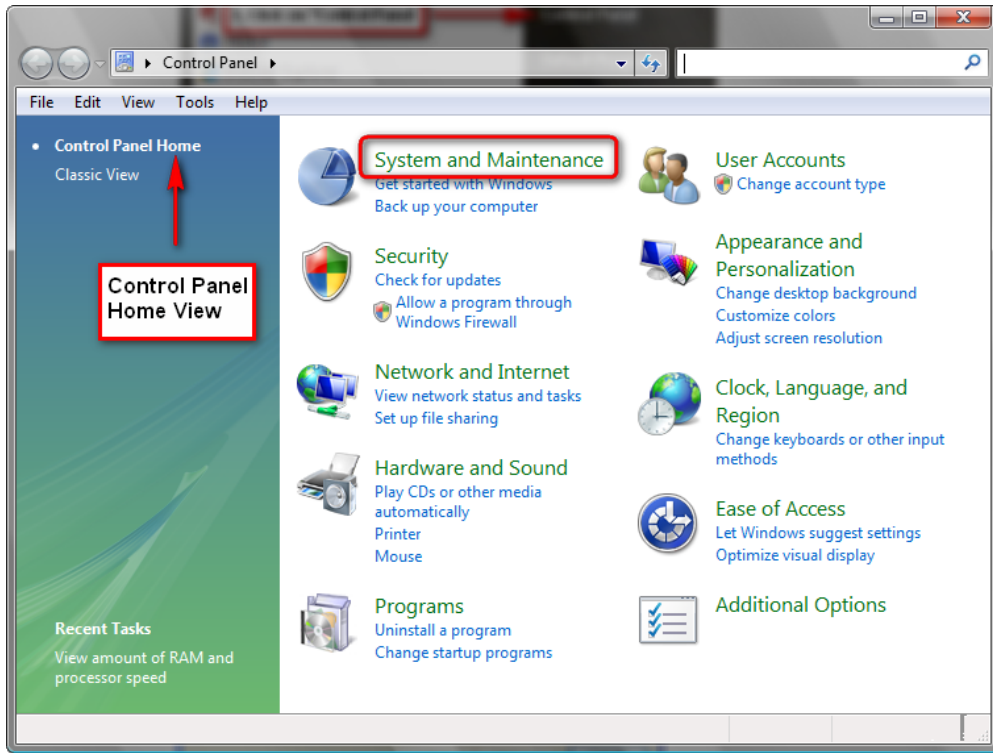 Control Panel
File Edit View Tools Help
Control Panel Home
Classic View
Control Panel
Home View
Recent Tasks
View amount of RAM and
processor speed
System and Maintenance
Get started with Windows
Back up your computer
Security
Check for updates
Allow a program through
Windows Firewall
Network and Internet
View network status and tasks
Set up file sharing
Hardware and Sound
Play CDs or other media
automatically
Printer
Mouse
Programs
Uninstall a program
Change startup programs
User Accounts
Change account type
Appearance and
Personalization
Change desktop background
Customize colors
Adjust screen resolution
Clock, Language, and
Region
Change keyboards or other input
methods
Ease of Access
Let Windows suggest settings
Optimize visual display
Additional Options